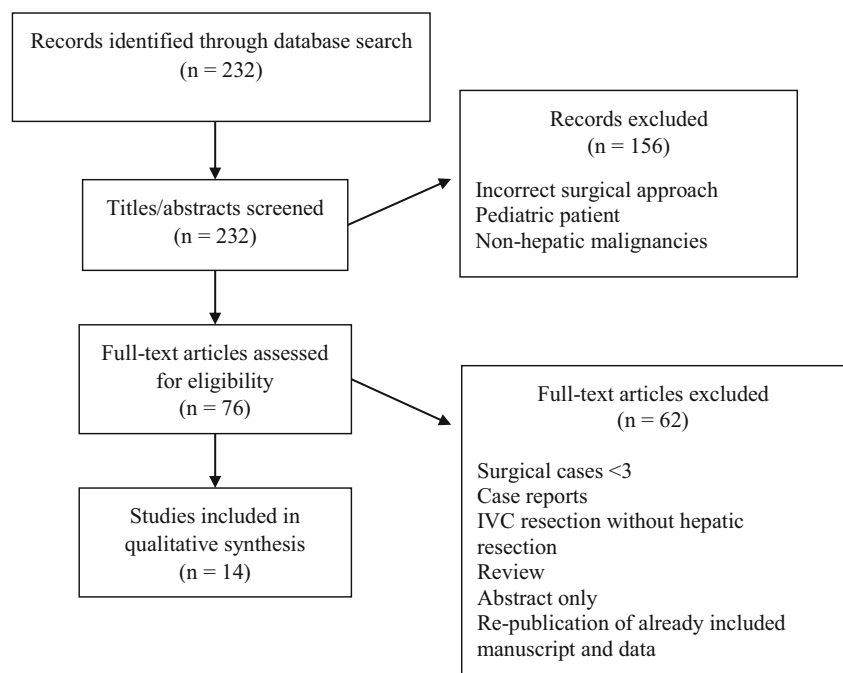 Records identified through database search
(n = 232)
Records excluded
(n = 156)
Incorrect surgical approach
Pediatric patient
Non-hepatic malignancies
Titles/abstracts screened
(n = 232)
Full-text articles assessed
for eligibility
(n = 76)
Full-text articles excluded
(n = 62)
Surgical cases <3
Case reports
IVC resection without hepatic
resection
Review
Abstract only
Re-publication of already included
manuscript and data
Studies included in
qualitative synthesis
(n = 14)